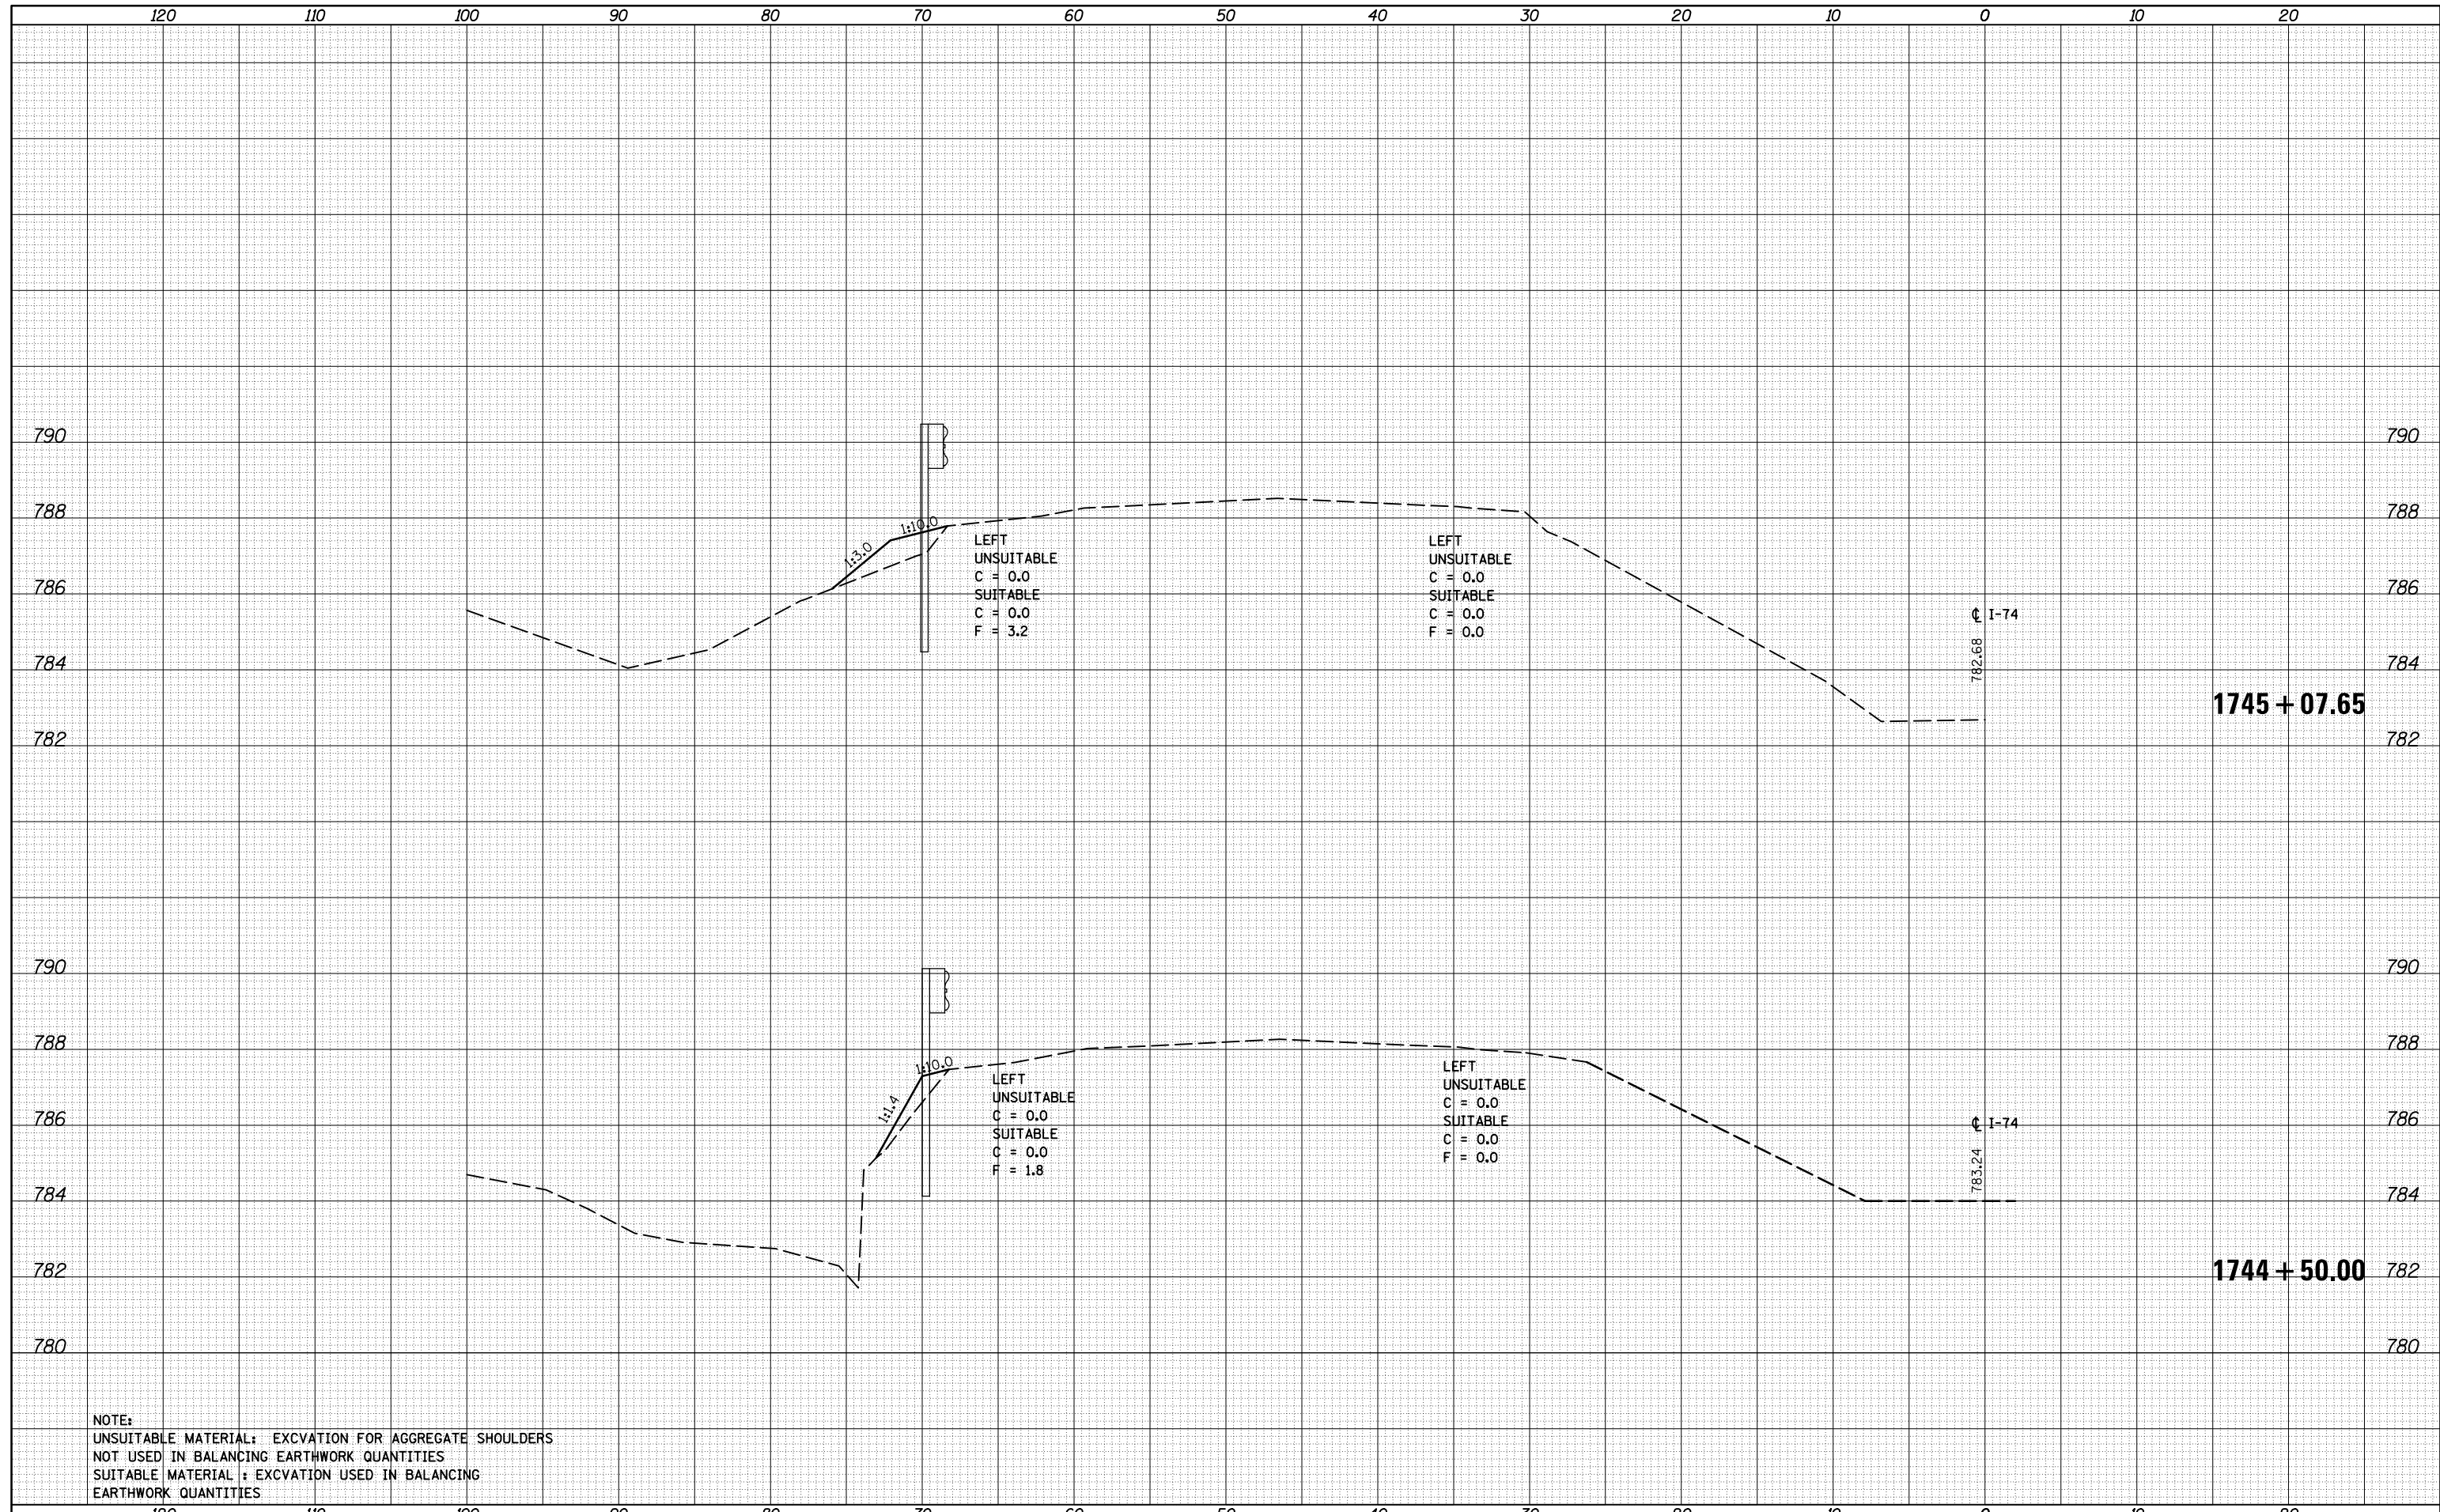 120 110 100 90 80 70 60 50 40 30 20 10 0 10 20
790 790
788 788
1:10.0
1:3.0
LEFT
UNSUITABLE
C = 0.0
SUITABLE
C = 0.0
F = 3.2
LEFT
UNSUITABLE
C = 0.0
SUITABLE
C = 0.0
F = 0.0
786 786
℄ I-74
782.68
784 784
1745 + 07.65
782 782
790 790
788 788
1:10.0
1:1.4
LEFT
UNSUITABLE
C = 0.0
SUITABLE
C = 0.0
F = 1.8
LEFT
UNSUITABLE
C = 0.0
SUITABLE
C = 0.0
F = 0.0
786 786
℄ I-74
783.24
784 784
1744 + 50.00
782 782
780 780
NOTE:
UNSUITABLE MATERIAL: EXCVATION FOR AGGREGATE SHOULDERS
NOT USED IN BALANCING EARTHWORK QUANTITIES
SUITABLE MATERIAL : EXCVATION USED IN BALANCING
EARTHWORK QUANTITIES